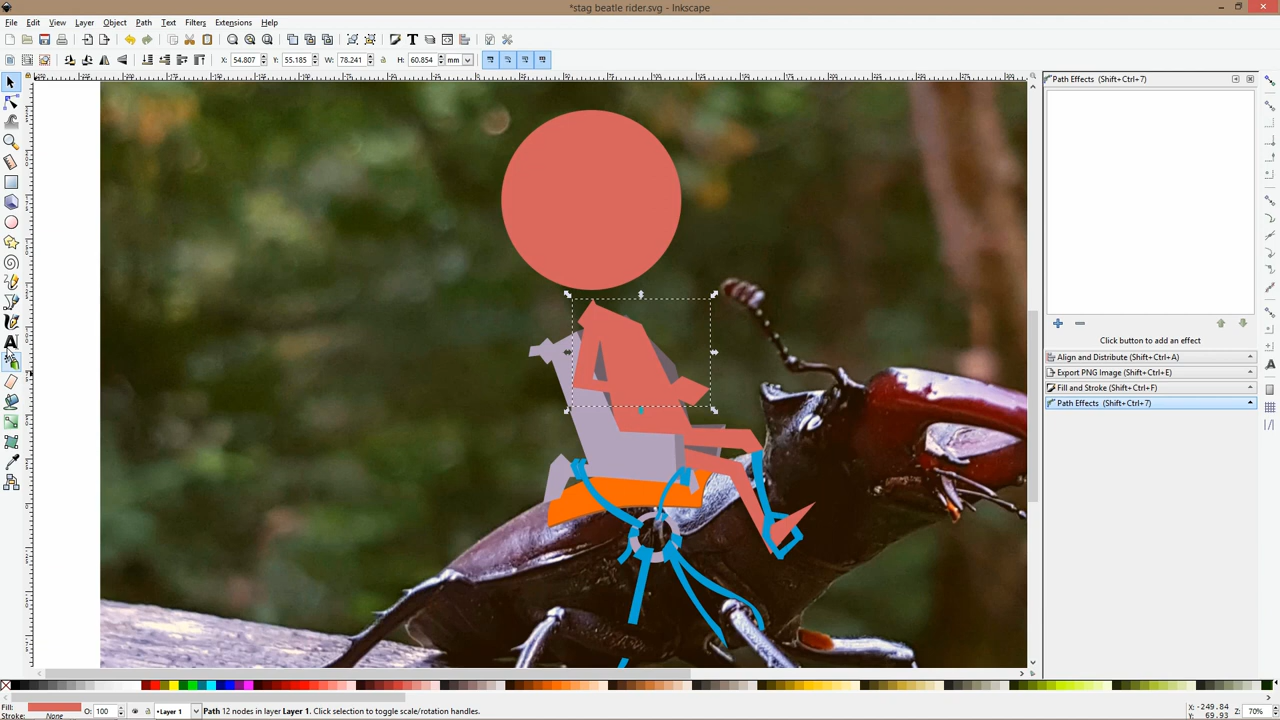 *stag beatle rider.svg - Inkscape
File Edit View Layer Object Path Text Filters Extensions Help
X: 54.807 Y: 55.185 W: 78.241 H: 60.854 mm
Path Effects (Shift+Ctrl+7)
Click button to add an effect
Align and Distribute (Shift+Ctrl+A)
Export PNG Image (Shift+Ctrl+E)
Fill and Stroke (Shift+Ctrl+F)
Path Effects (Shift+Ctrl+7)
Fill: O: 100 •Layer 1 Path 12 nodes in layer Layer 1. Click selection to toggle scale/rotation handles. X: -249.84 Z: 70%
Stroke: None Y: 69.93